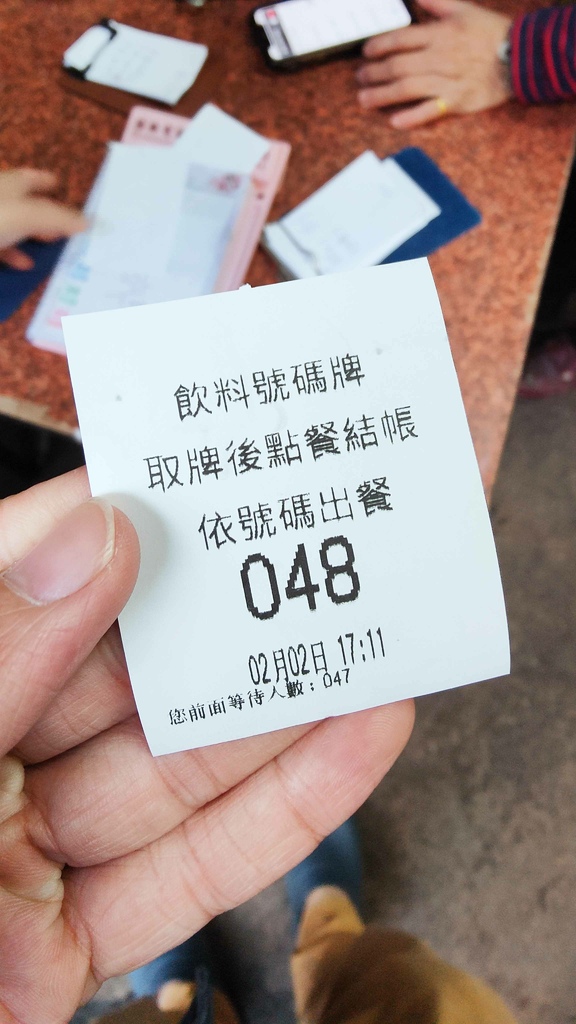 飲料號碼牌
取牌後點餐結帳
依號碼出餐
048
02月02日 17:11
您前面等待人數: 047